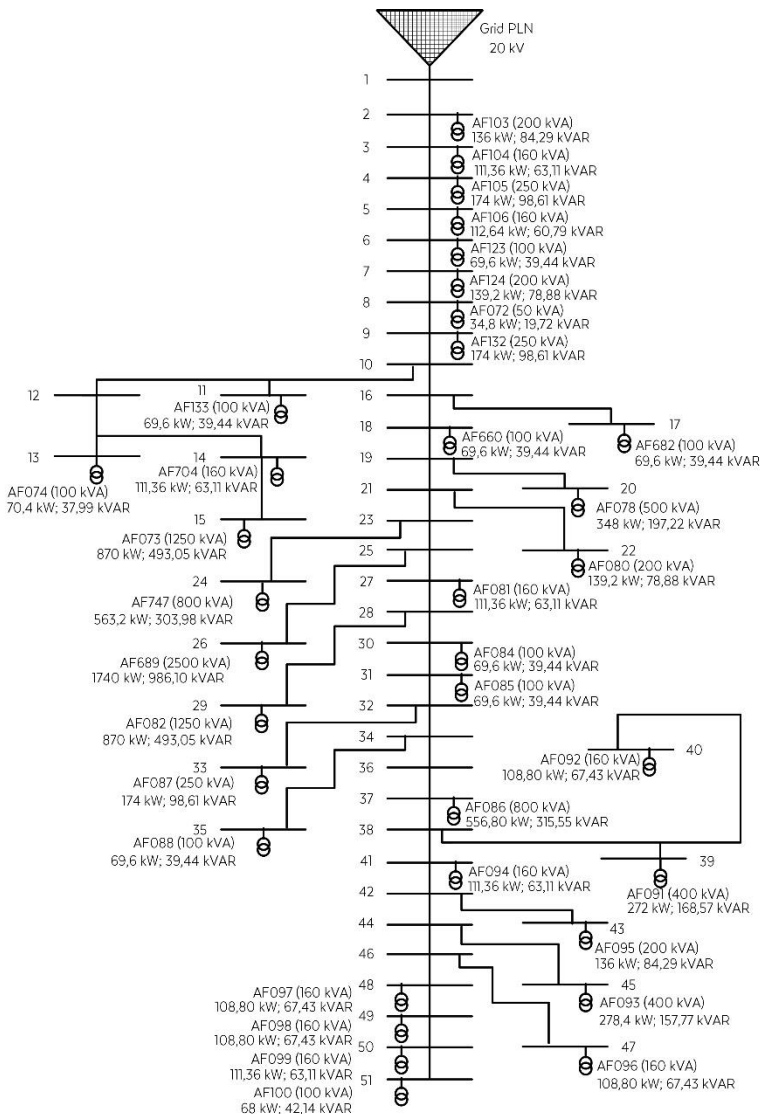 Grid PLN
20 kV
1
2
AF103 (200 kVA)
136 kW; 84,29 kVAR
3
AF104 (160 kVA)
111,36 kW; 63,11 kVAR
4
AF105 (250 kVA)
174 kW; 98,61 kVAR
5
AF106 (160 kVA)
112,64 kW; 60,79 kVAR
6
AF123 (100 kVA)
69,6 kW; 39,44 kVAR
7
AF124 (200 kVA)
139,2 kW; 78,88 kVAR
8
AF072 (50 kVA)
34,8 kW; 19,72 kVAR
9
AF132 (250 kVA)
174 kW; 98,61 kVAR
10
11
AF133 (100 kVA)
69,6 kW; 39,44 kVAR
12
13
AF074 (100 kVA)
70,4 kW; 37,99 kVAR
14
AF704 (160 kVA)
111,36 kW; 63,11 kVAR
15
AF073 (1250 kVA)
870 kW; 493,05 kVAR
16
17
AF682 (100 kVA)
69,6 kW; 39,44 kVAR
18
AF660 (100 kVA)
69,6 kW; 39,44 kVAR
19
20
AF078 (500 kVA)
348 kW; 197,22 kVAR
21
22
AF080 (200 kVA)
139,2 kW; 78,88 kVAR
23
24
AF747 (800 kVA)
563,2 kW; 303,98 kVAR
25
26
AF689 (2500 kVA)
1740 kW; 986,10 kVAR
27
AF081 (160 kVA)
111,36 kW; 63,11 kVAR
28
29
AF082 (1250 kVA)
870 kW; 493,05 kVAR
30
AF084 (100 kVA)
69,6 kW; 39,44 kVAR
31
AF085 (100 kVA)
69,6 kW; 39,44 kVAR
32
33
AF087 (250 kVA)
174 kW; 98,61 kVAR
34
35
AF088 (100 kVA)
69,6 kW; 39,44 kVAR
36
37
AF086 (800 kVA)
556,80 kW; 315,55 kVAR
38
39
AF091 (400 kVA)
272 kW; 168,57 kVAR
40
AF092 (160 kVA)
108,80 kW; 67,43 kVAR
41
AF094 (160 kVA)
111,36 kW; 63,11 kVAR
42
43
AF095 (200 kVA)
136 kW; 84,29 kVAR
44
45
AF093 (400 kVA)
278,4 kW; 157,77 kVAR
46
47
AF096 (160 kVA)
108,80 kW; 67,43 kVAR
48
AF097 (160 kVA)
108,80 kW; 67,43 kVAR
49
AF098 (160 kVA)
108,80 kW; 67,43 kVAR
50
AF099 (160 kVA)
111,36 kW; 63,11 kVAR
51
AF100 (100 kVA)
68 kW; 42,14 kVAR